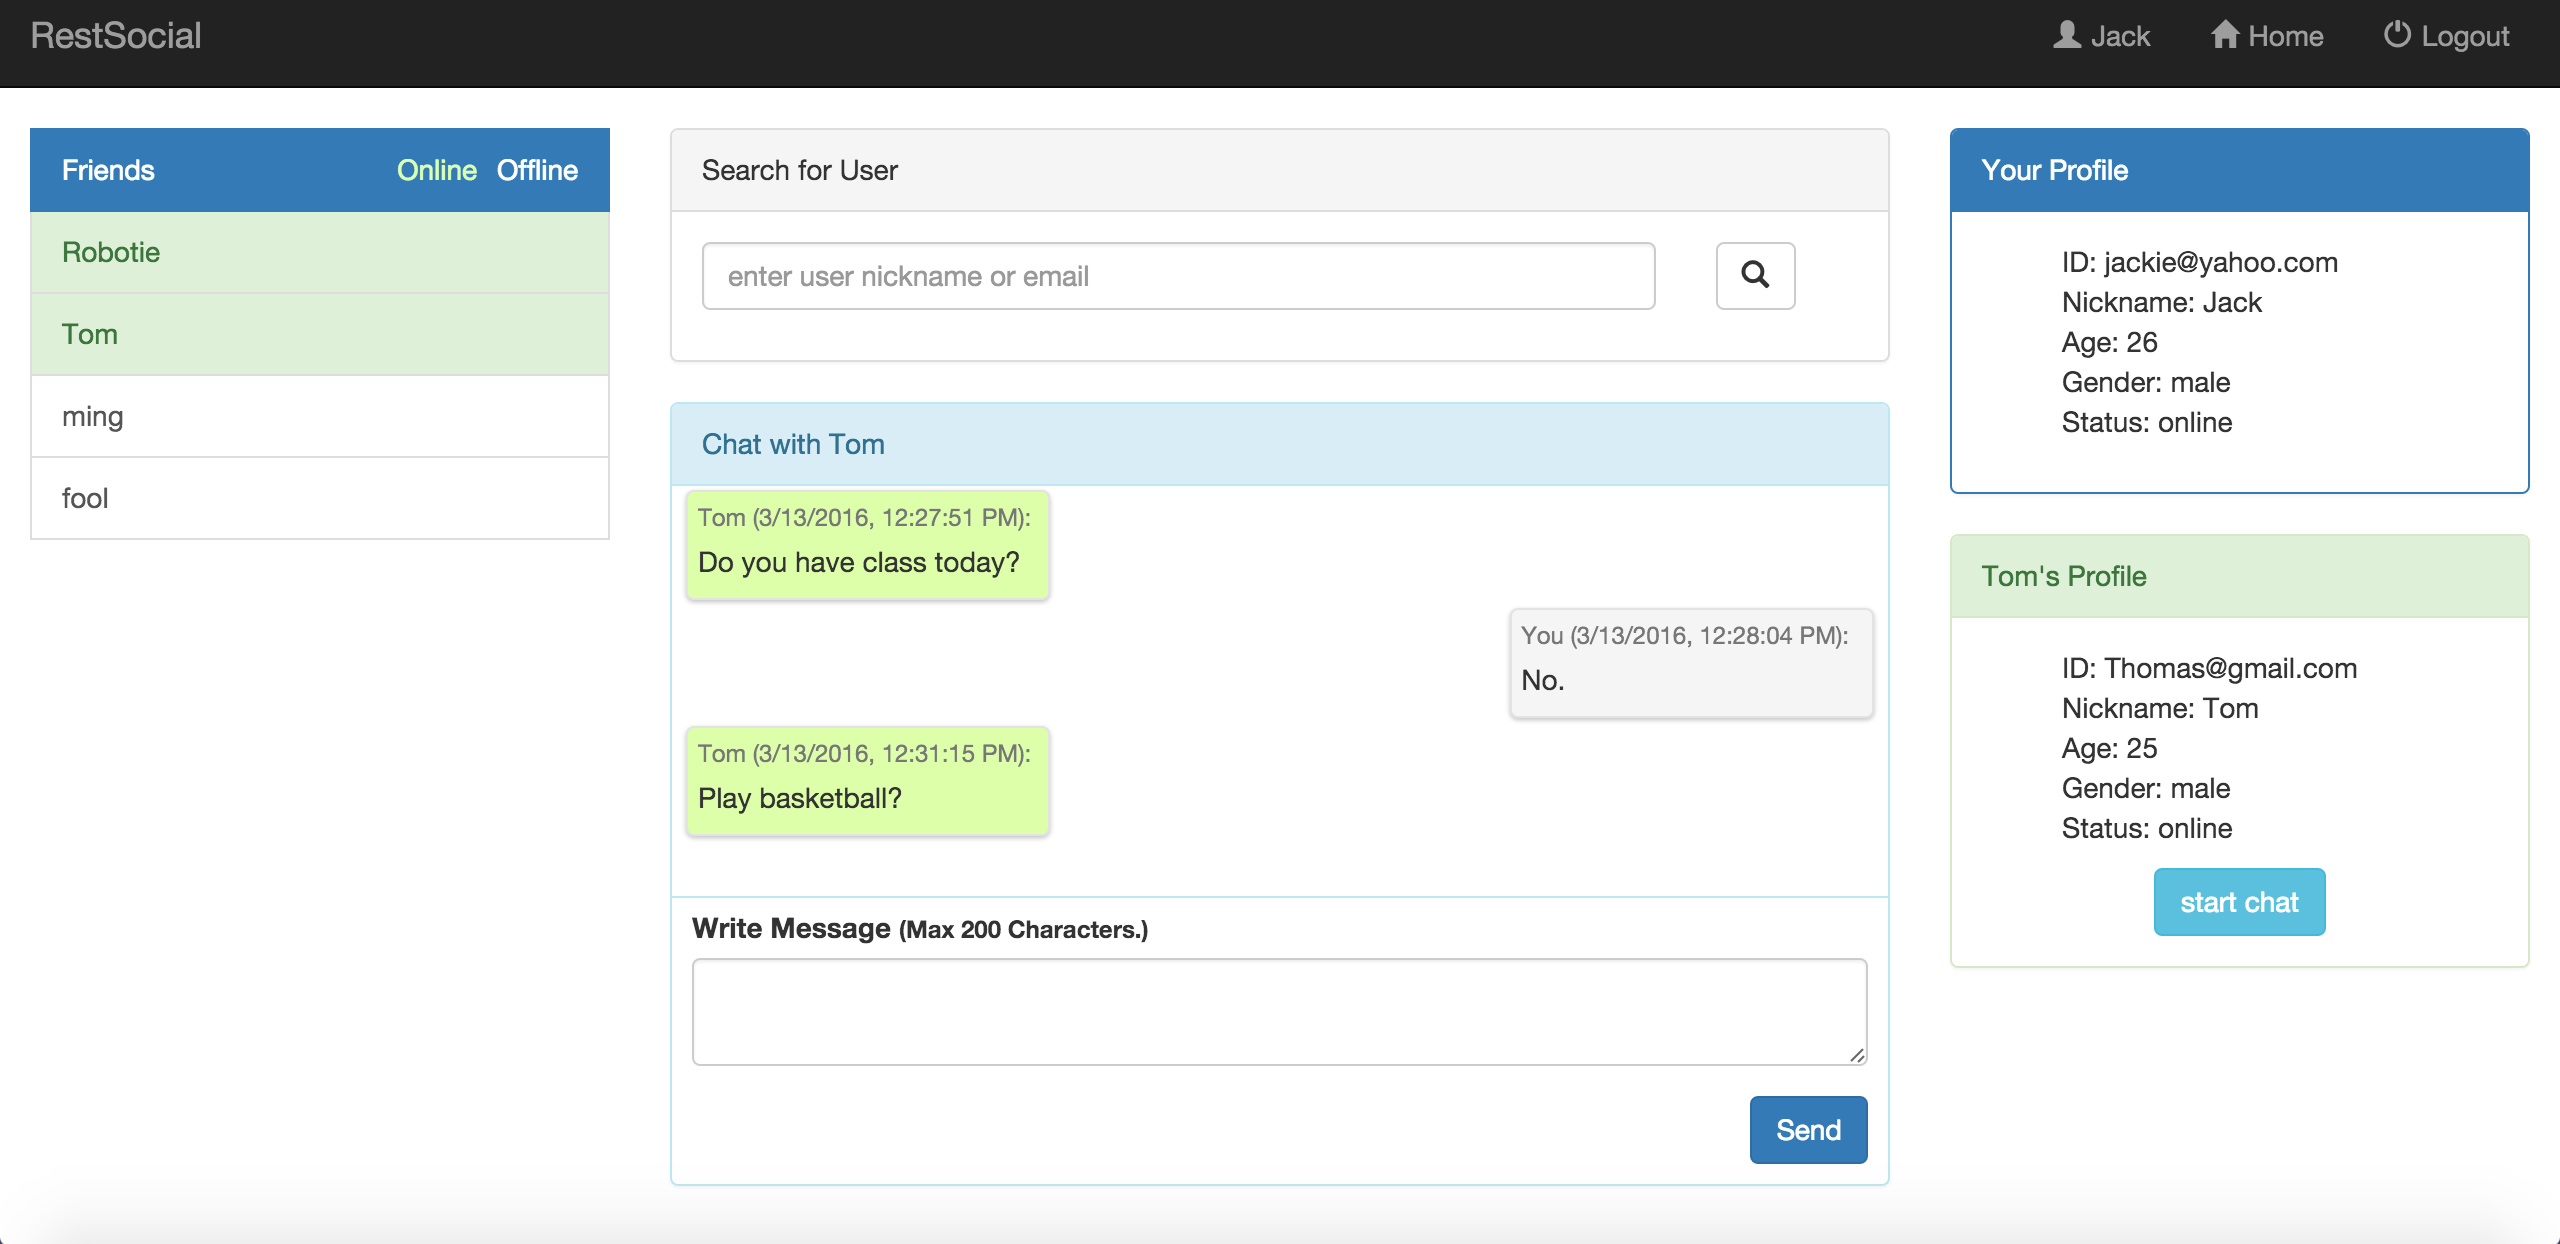 RestSocial
Jack Home Logout
Friends Online Offline
Robotie
Tom
ming
fool
Search for User
enter user nickname or email
Chat with Tom
Tom (3/13/2016, 12:27:51 PM):
Do you have class today?
You (3/13/2016, 12:28:04 PM):
No.
Tom (3/13/2016, 12:31:15 PM):
Play basketball?
Write Message (Max 200 Characters.)
Send
Your Profile
ID: jackie@yahoo.com
Nickname: Jack
Age: 26
Gender: male
Status: online
Tom's Profile
ID: Thomas@gmail.com
Nickname: Tom
Age: 25
Gender: male
Status: online
start chat